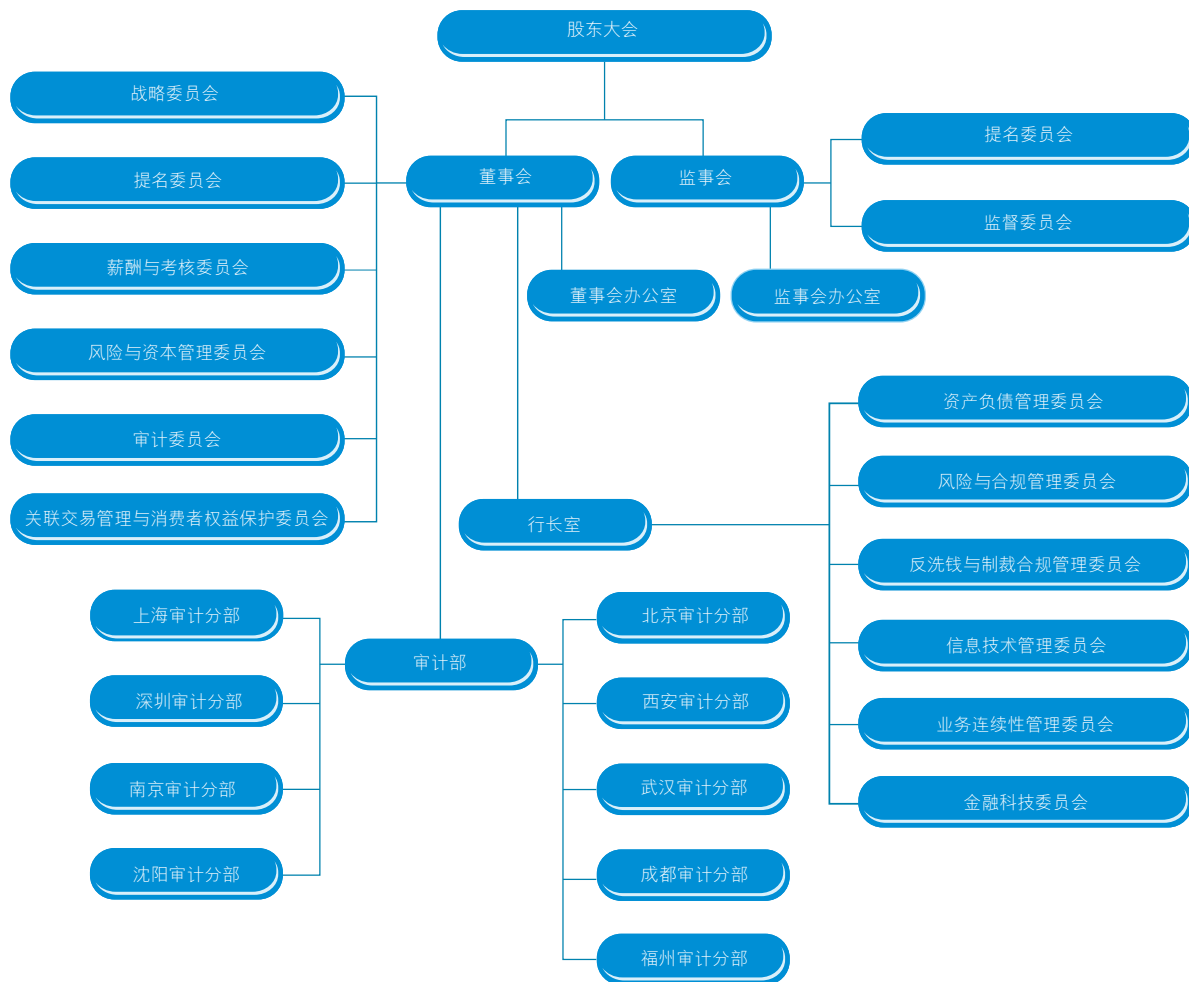 股东大会
战略委员会
提名委员会
薪酬与考核委员会
风险与资本管理委员会
审计委员会
关联交易管理与消费者权益保护委员会
董事会
监事会
提名委员会
监督委员会
董事会办公室
监事会办公室
行长室
资产负债管理委员会
风险与合规管理委员会
反洗钱与制裁合规管理委员会
信息技术管理委员会
业务连续性管理委员会
金融科技委员会
审计部
上海审计分部
深圳审计分部
南京审计分部
沈阳审计分部
北京审计分部
西安审计分部
武汉审计分部
成都审计分部
福州审计分部